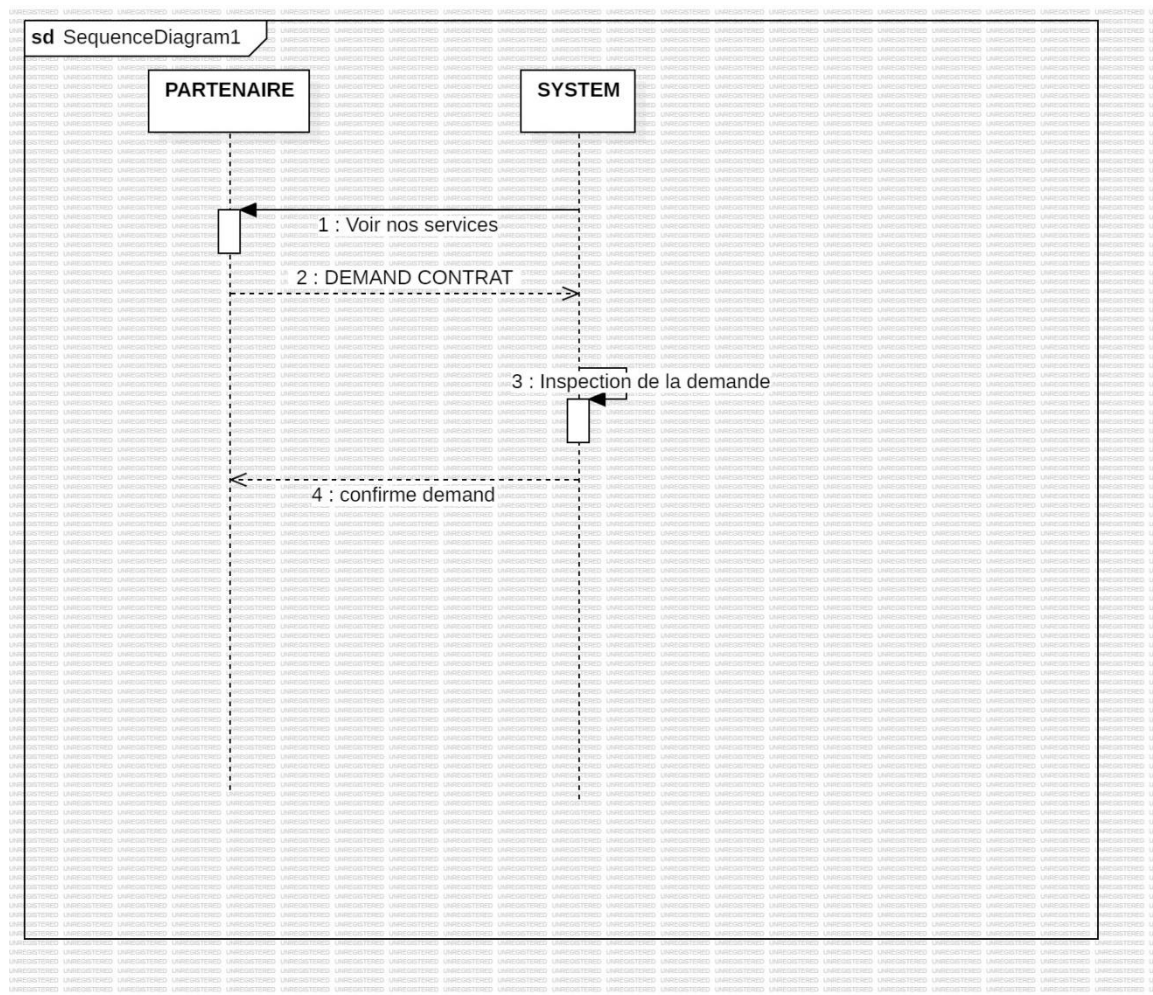 sd SequenceDiagram1
PARTENAIRE
SYSTEM
1 : Voir nos services
2 : DEMAND CONTRAT
3 : Inspection de la demande
4 : confirme demand
UNREGISTERED